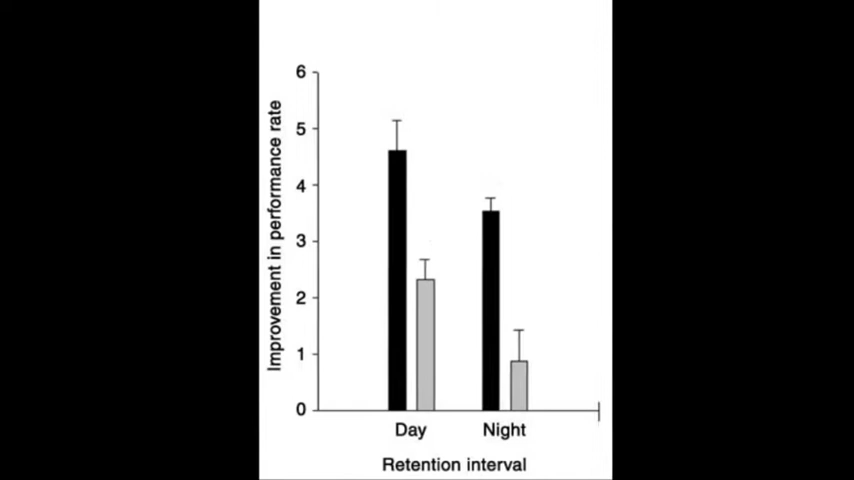 6
5
4
3
2
1
0
Improvement in performance rate
Day Night
Retention interval